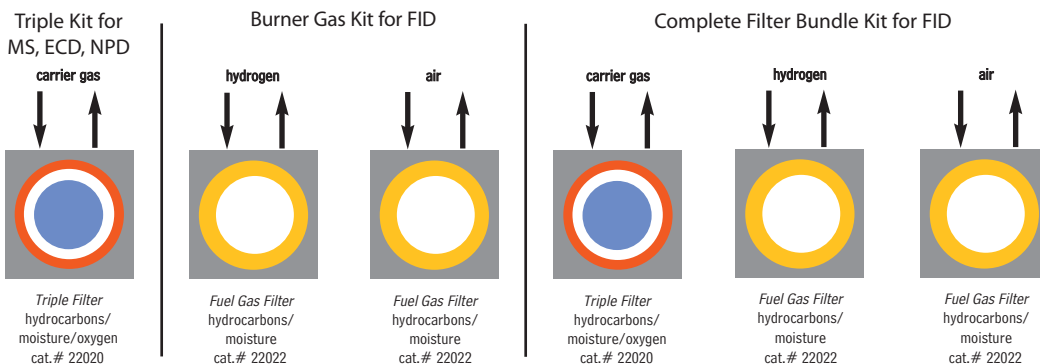 Triple Kit for
MS, ECD, NPD
carrier gas
Triple Filter
hydrocarbons/
moisture/oxygen
cat.# 22020
Burner Gas Kit for FID
hydrogen
Fuel Gas Filter
hydrocarbons/
moisture
cat.# 22022
air
Fuel Gas Filter
hydrocarbons/
moisture
cat.# 22022
Complete Filter Bundle Kit for FID
carrier gas
Triple Filter
hydrocarbons/
moisture/oxygen
cat.# 22020
hydrogen
Fuel Gas Filter
hydrocarbons/
moisture
cat.# 22022
air
Fuel Gas Filter
hydrocarbons/
moisture
cat.# 22022